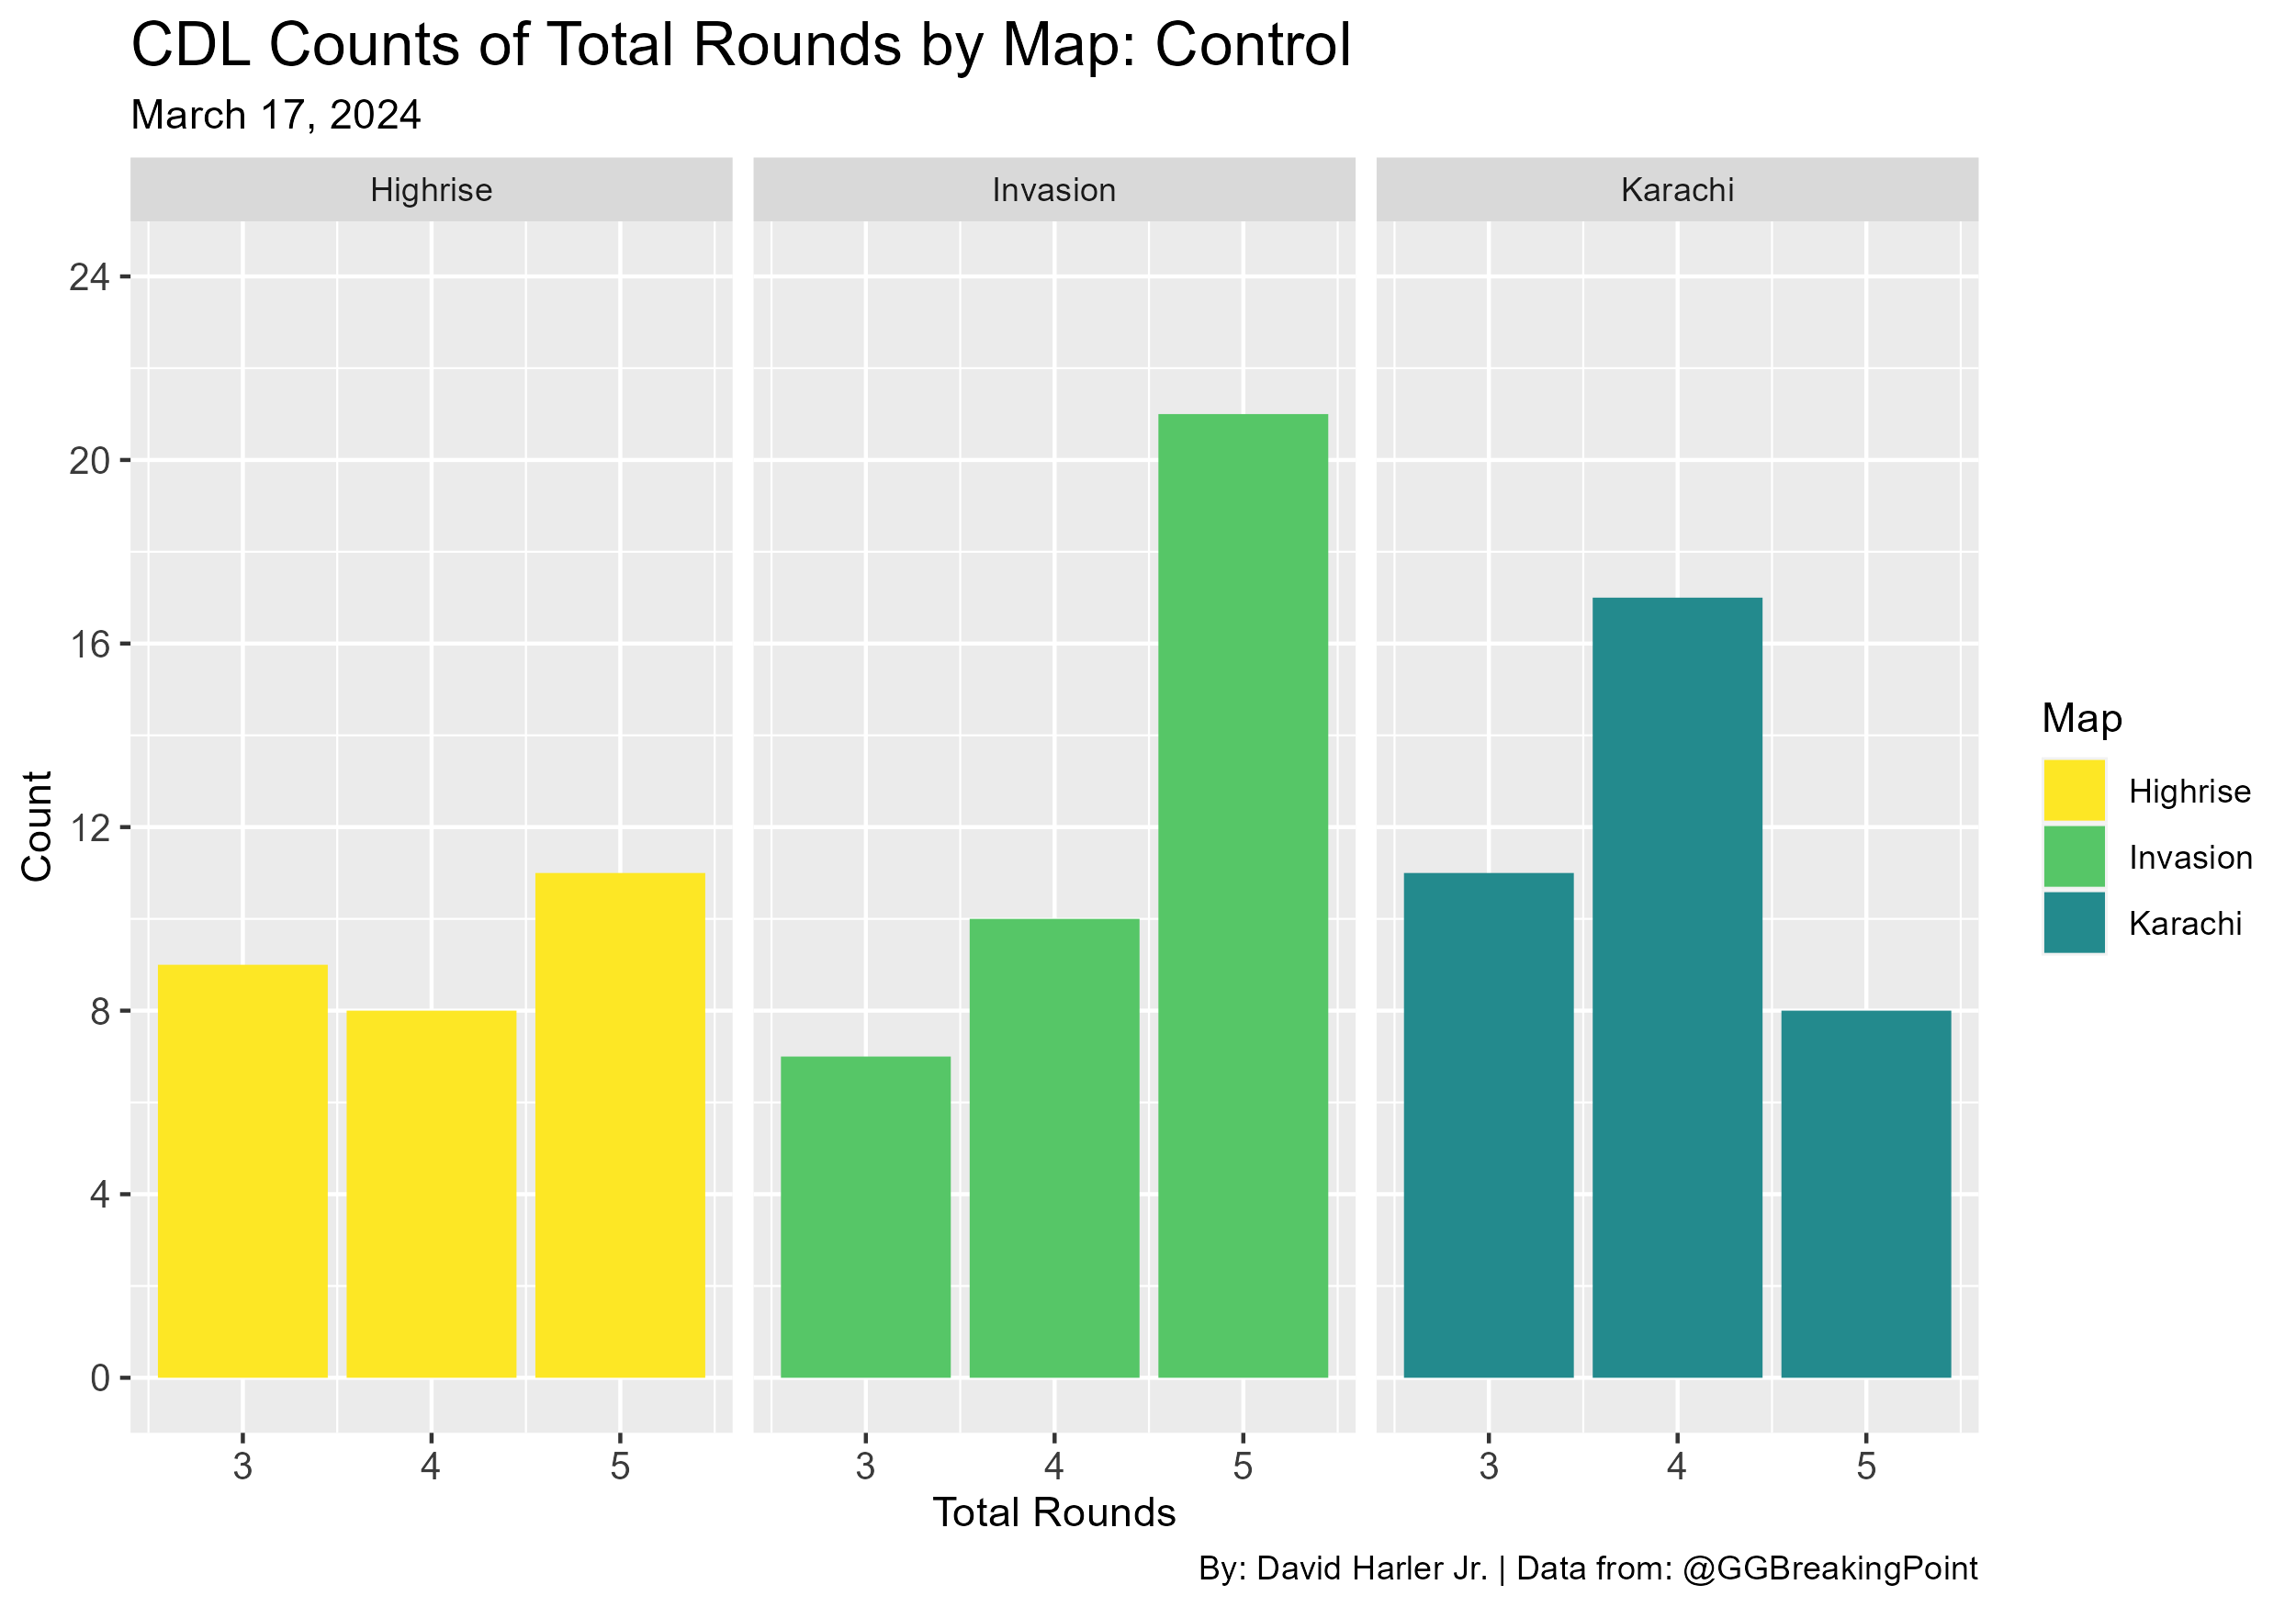 CDL Counts of Total Rounds by Map: Control
March 17, 2024
Highrise Invasion Karachi
24
20
16
12
8
4
0
Count
3 4 5 3 4 5 3 4 5
Total Rounds
Map
Highrise
Invasion
Karachi
By: David Harler Jr. | Data from: @GGBreakingPoint